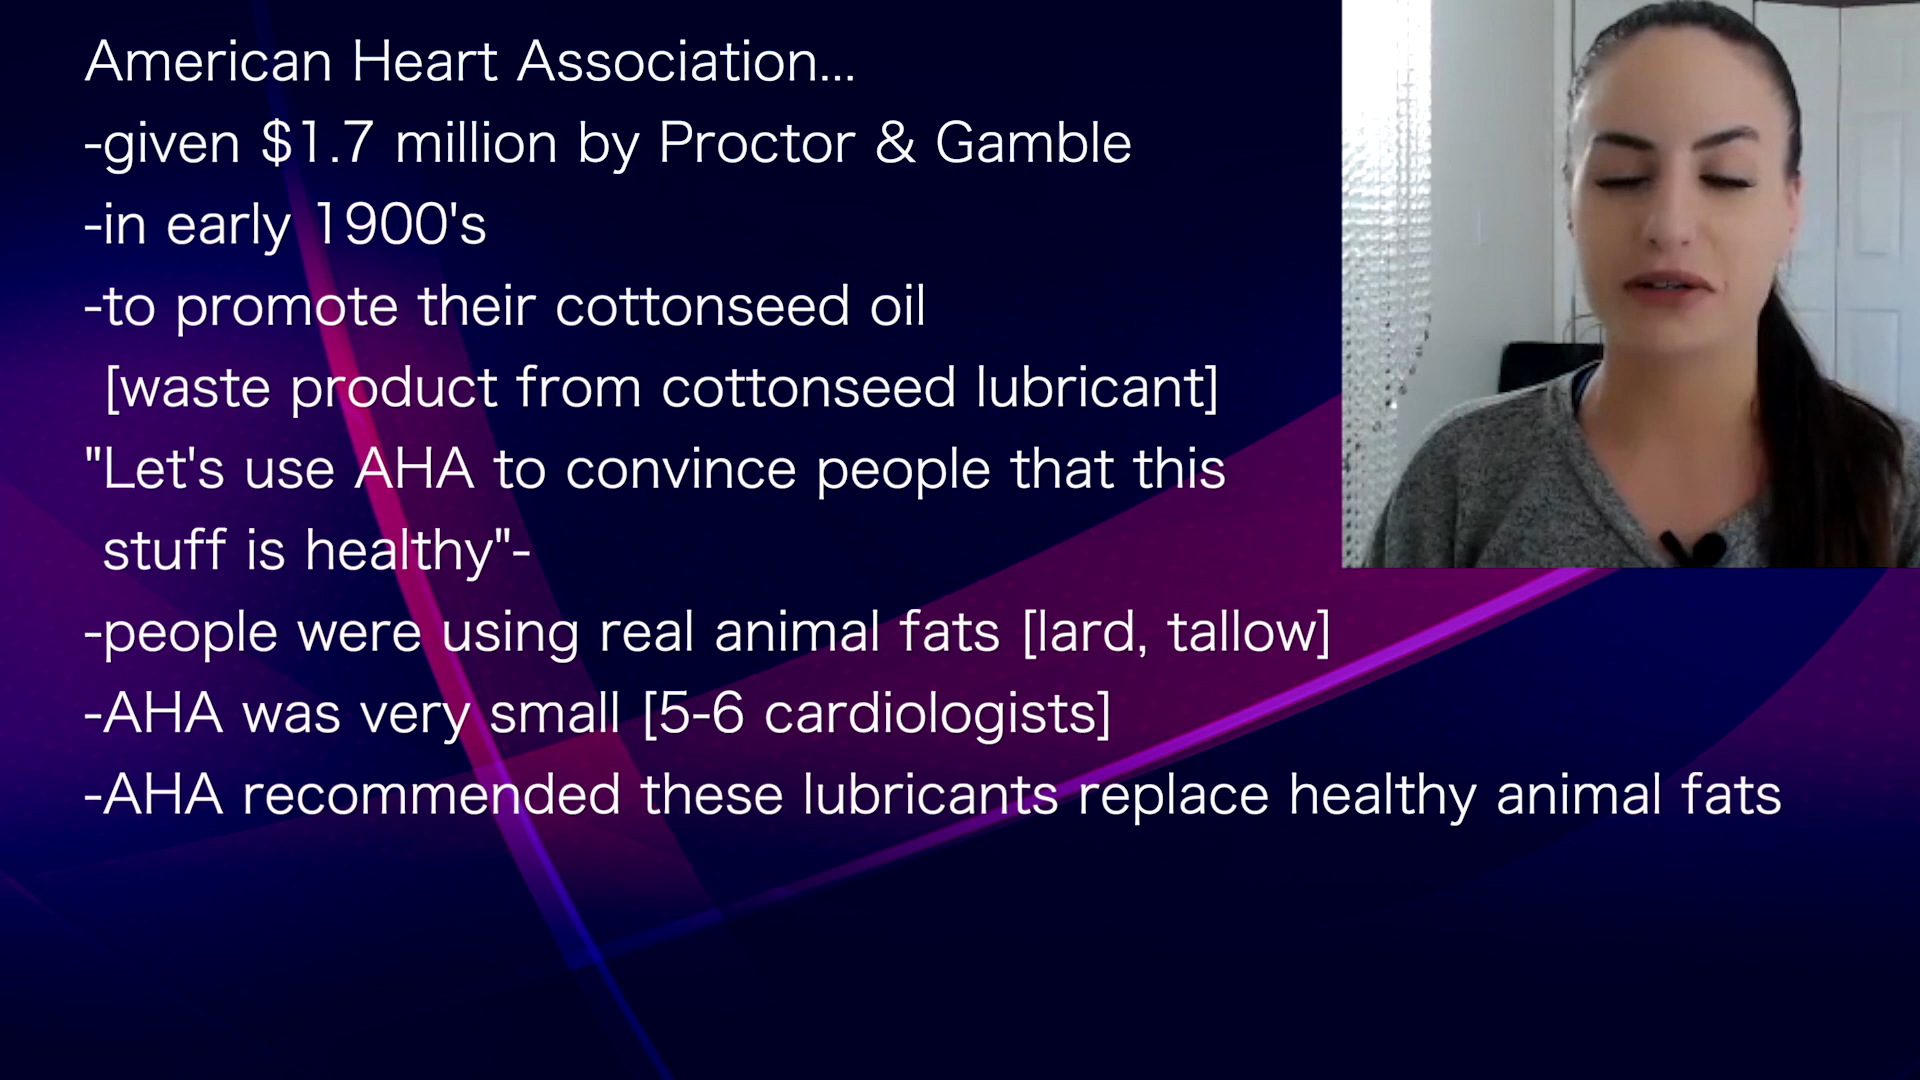 American Heart Association...
-given $1.7 million by Proctor & Gamble
-in early 1900's
-to promote their cottonseed oil
[waste product from cottonseed lubricant]
"Let's use AHA to convince people that this
stuff is healthy"-
-people were using real animal fats [lard, tallow]
-AHA was very small [5-6 cardiologists]
-AHA recommended these lubricants replace healthy animal fats